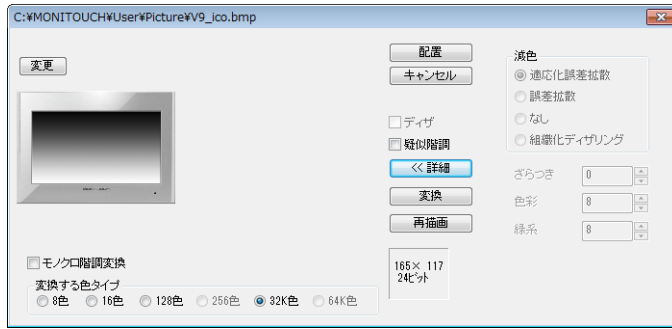 C:¥MONITOUCH¥User¥Picture¥V9_ico.bmp
変更
配置
キャンセル
ディザ
疑似階調
<< 詳細
変換
再描画
減色
適応化誤差拡散
誤差拡散
なし
組織化ディザリング
ざらつき 0
色彩 8
緑系 8
165× 117
24ビット
モノクロ階調変換
変換する色タイプ
8色 16色 128色 256色 32K色 64K色